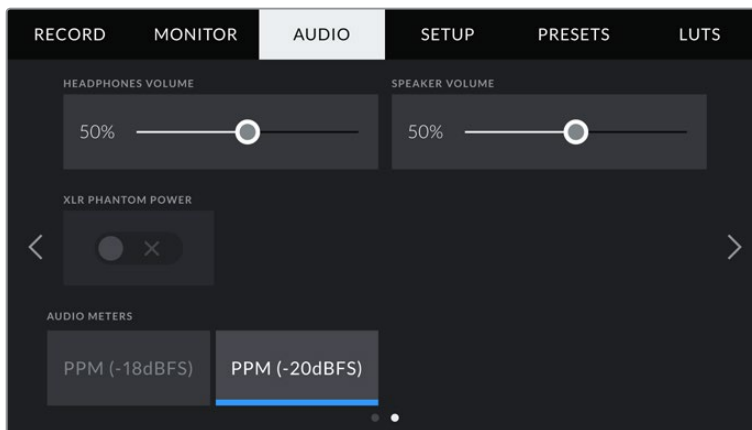 RECORD MONITOR AUDIO SETUP PRESETS LUTS
HEADPHONES VOLUME SPEAKER VOLUME
50% 50%
XLR PHANTOM POWER
AUDIO METERS
PPM (-18dBFS) PPM (-20dBFS)